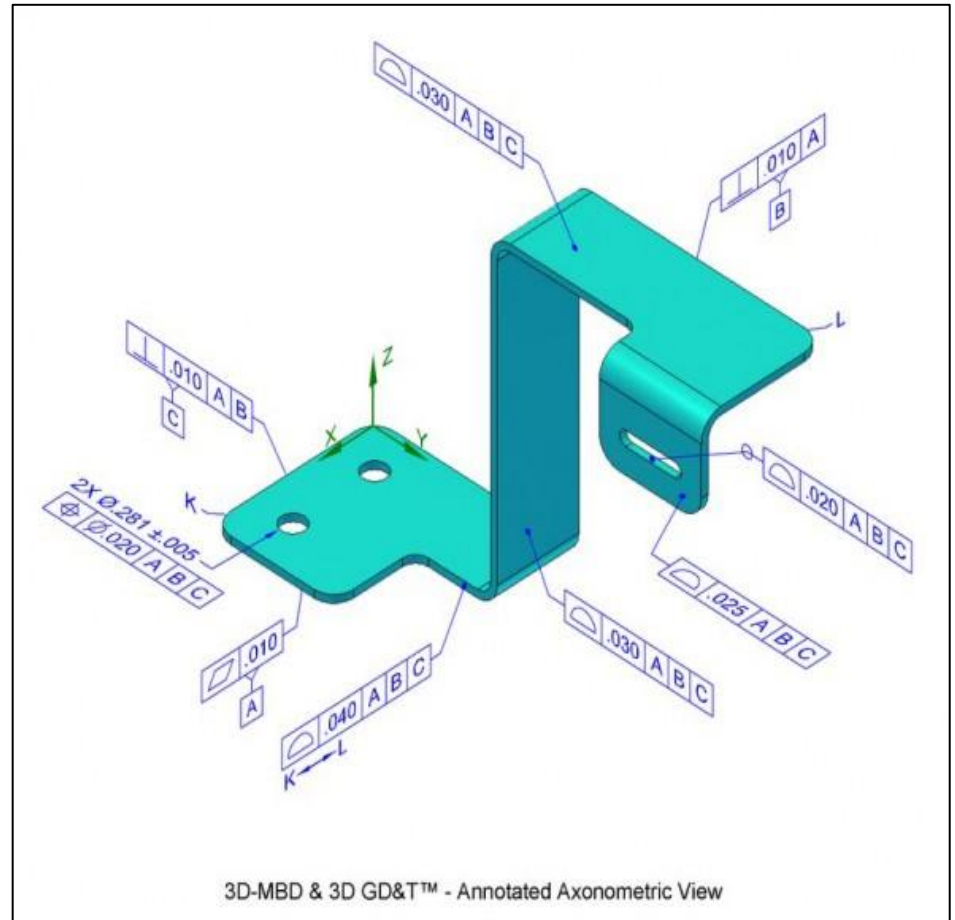 ⌓ .030 A B C
⊥ .010 A
B
L
⊥ .010 A B
C
Z
X
Y
K
2X Ø.281 ±.005
⌖ Ø.020 A B C
⌓ .020 A B C
⌓ .025 A B C
⏥ .010
A
⌓ .030 A B C
⌓ .040 A B C
K ↔ L
3D-MBD & 3D GD&T™ - Annotated Axonometric View